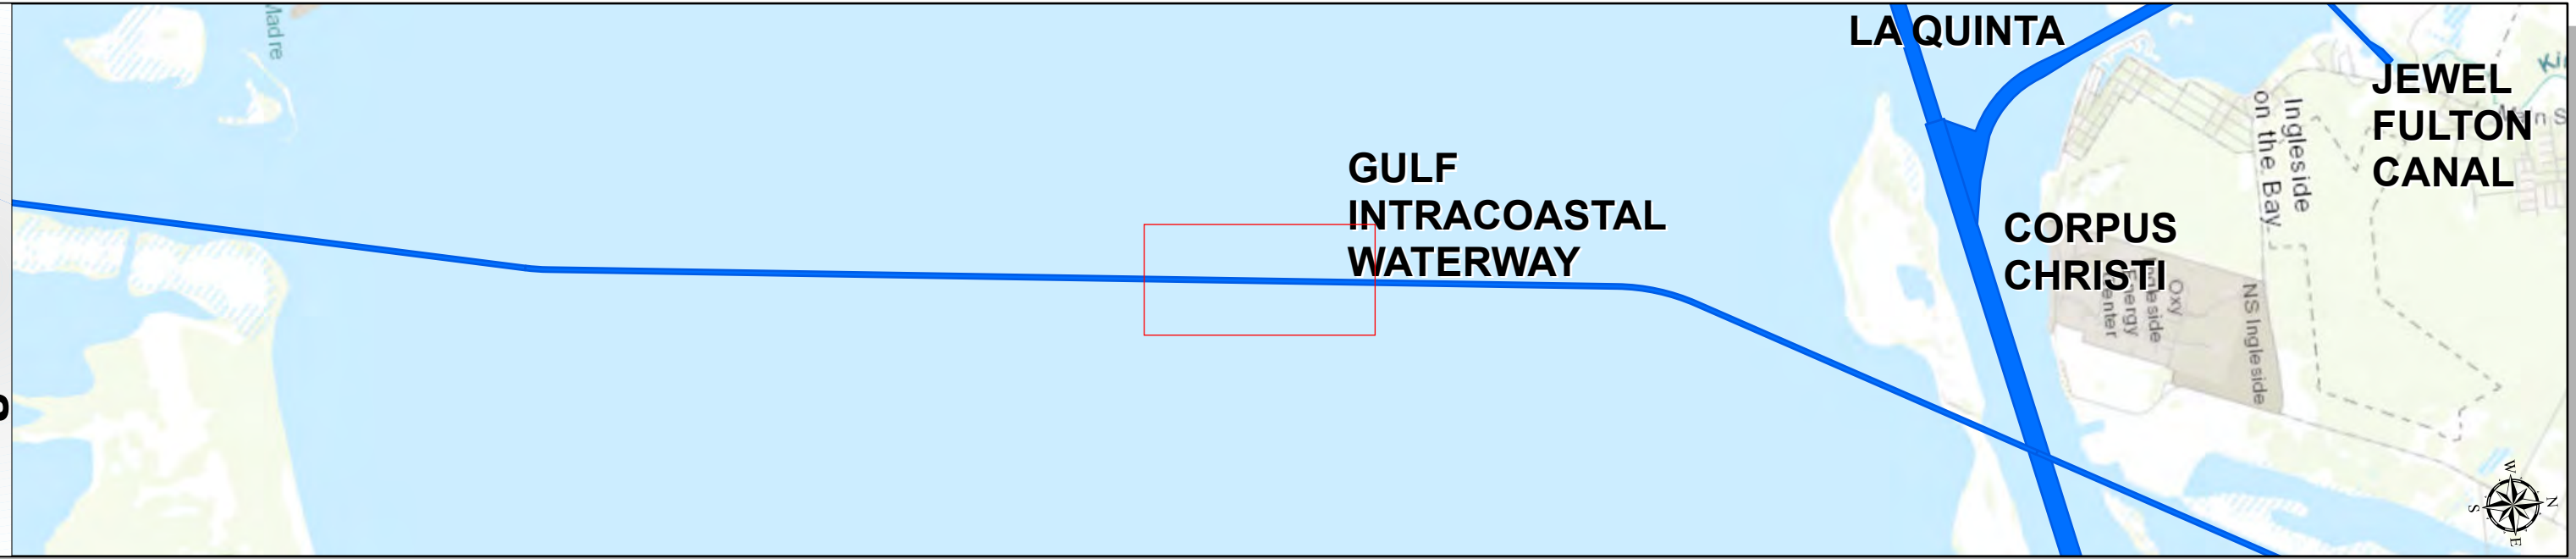 Madre
LA QUINTA
JEWEL
FULTON
CANAL
Ingleside
on the Bay
GULF
INTRACOASTAL
WATERWAY
CORPUS
CHRISTI
Oxy
Ingleside
Energy
Center
NS Ingleside
W
N
S
E